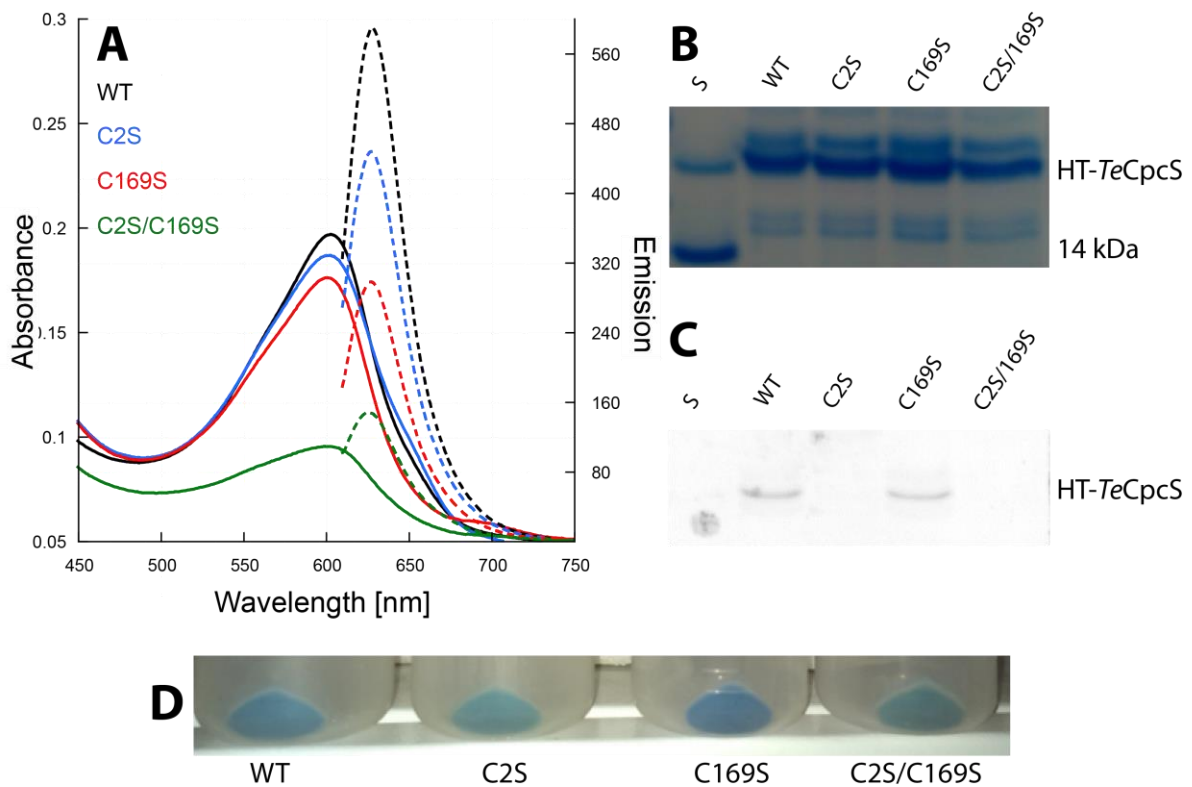 A
WT
C2S
C169S
C2S/C169S
Absorbance
0.3
0.25
0.2
0.15
0.1
0.05
450 500 550 600 650 700 750
Wavelength [nm]
560
480
400
320
240
160
80
Emission
B
S WT C2S C169S C2S/169S
HT-TeCpcS
14 kDa
C
S WT C2S C169S C2S/169S
HT-TeCpcS
D
WT C2S C169S C2S/C169S